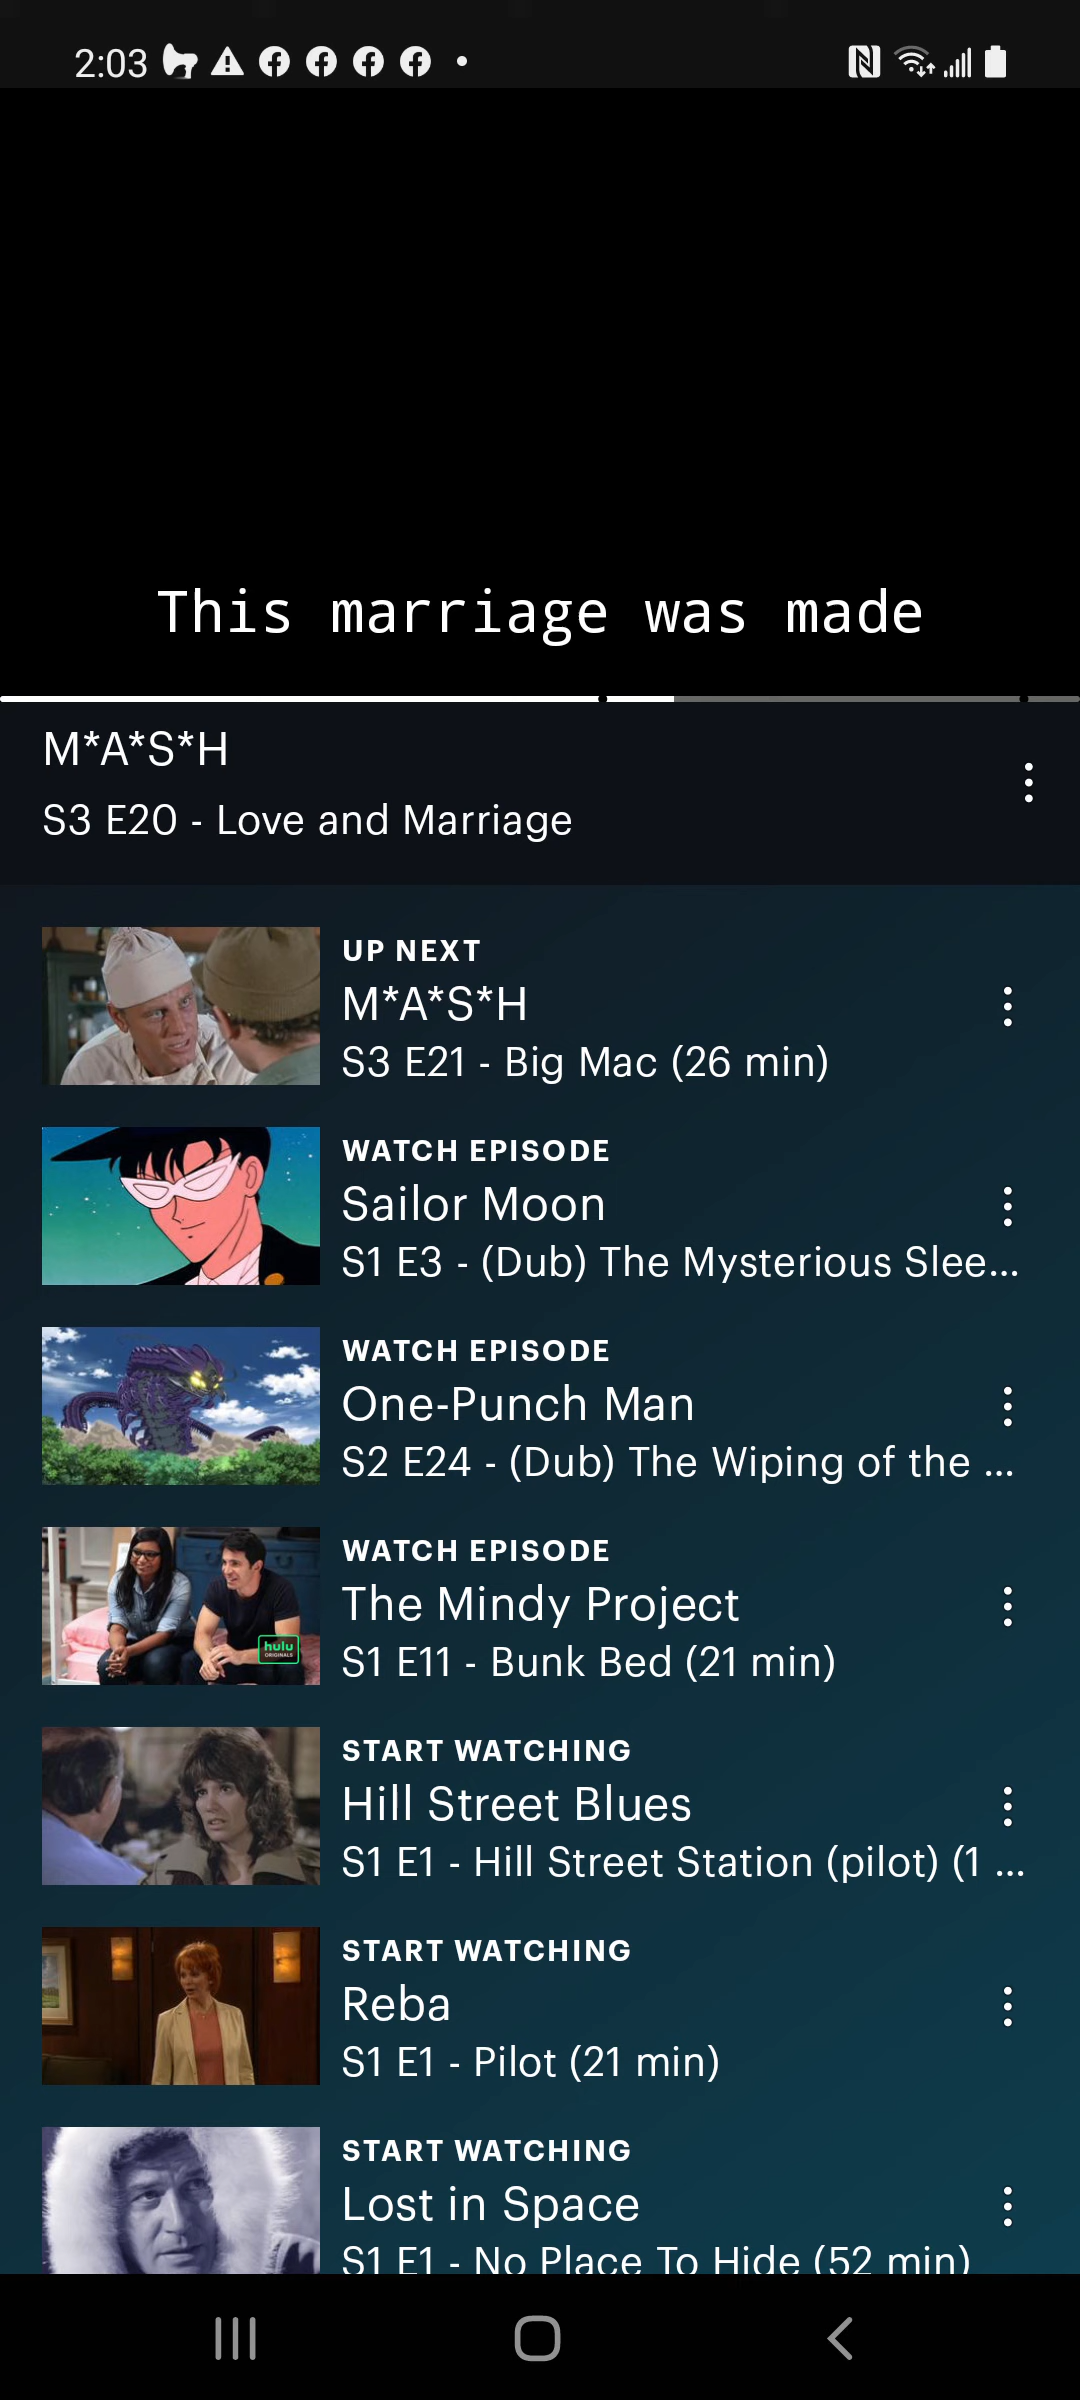 2:03
This marriage was made
M*A*S*H
S3 E20 - Love and Marriage
UP NEXT
M*A*S*H
S3 E21 - Big Mac (26 min)
WATCH EPISODE
Sailor Moon
S1 E3 - (Dub) The Mysterious Slee...
WATCH EPISODE
One-Punch Man
S2 E24 - (Dub) The Wiping of the ...
WATCH EPISODE
The Mindy Project
S1 E11 - Bunk Bed (21 min)
hulu
ORIGINALS
START WATCHING
Hill Street Blues
S1 E1 - Hill Street Station (pilot) (1 ...
START WATCHING
Reba
S1 E1 - Pilot (21 min)
START WATCHING
Lost in Space
S1 E1 - No Place To Hide (52 min)